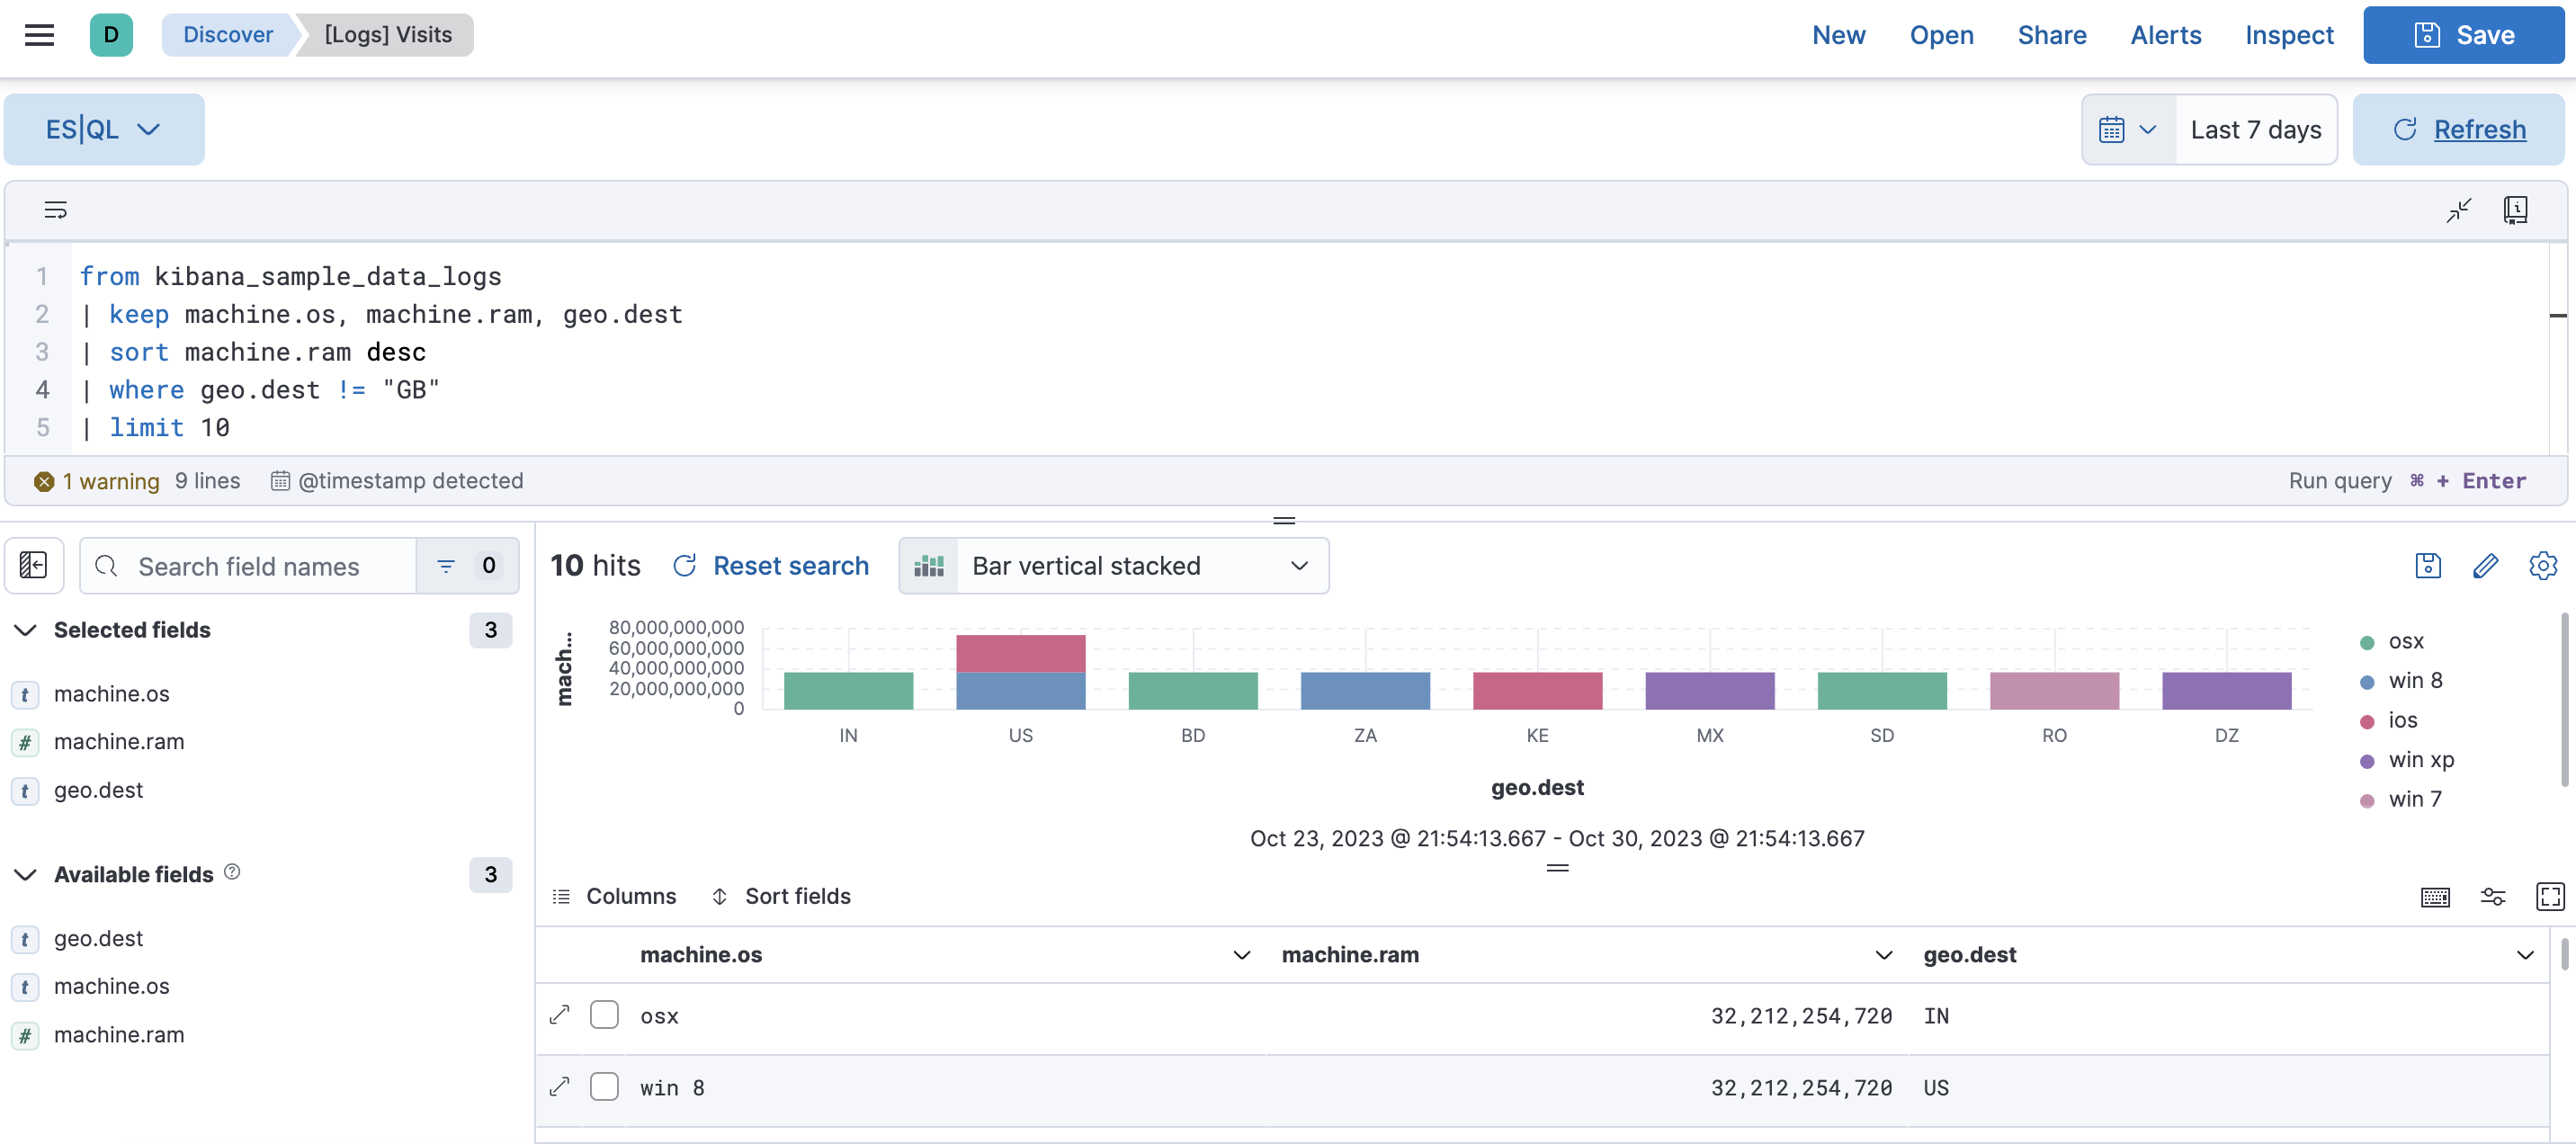 D Discover [Logs] Visits New Open Share Alerts Inspect Save
ES|QL Last 7 days Refresh
1 from kibana_sample_data_logs
2 | keep machine.os, machine.ram, geo.dest
3 | sort machine.ram desc
4 | where geo.dest != "GB"
5 | limit 10
1 warning 9 lines @timestamp detected Run query ⌘ + Enter
Search field names 0
Selected fields 3
t machine.os
# machine.ram
t geo.dest
Available fields 3
t geo.dest
t machine.os
# machine.ram
10 hits Reset search Bar vertical stacked
mach...
80,000,000,000
60,000,000,000
40,000,000,000
20,000,000,000
0
IN US BD ZA KE MX SD RO DZ
geo.dest
osx
win 8
ios
win xp
win 7
Oct 23, 2023 @ 21:54:13.667 - Oct 30, 2023 @ 21:54:13.667
Columns Sort fields
machine.os machine.ram geo.dest
osx 32,212,254,720 IN
win 8 32,212,254,720 US